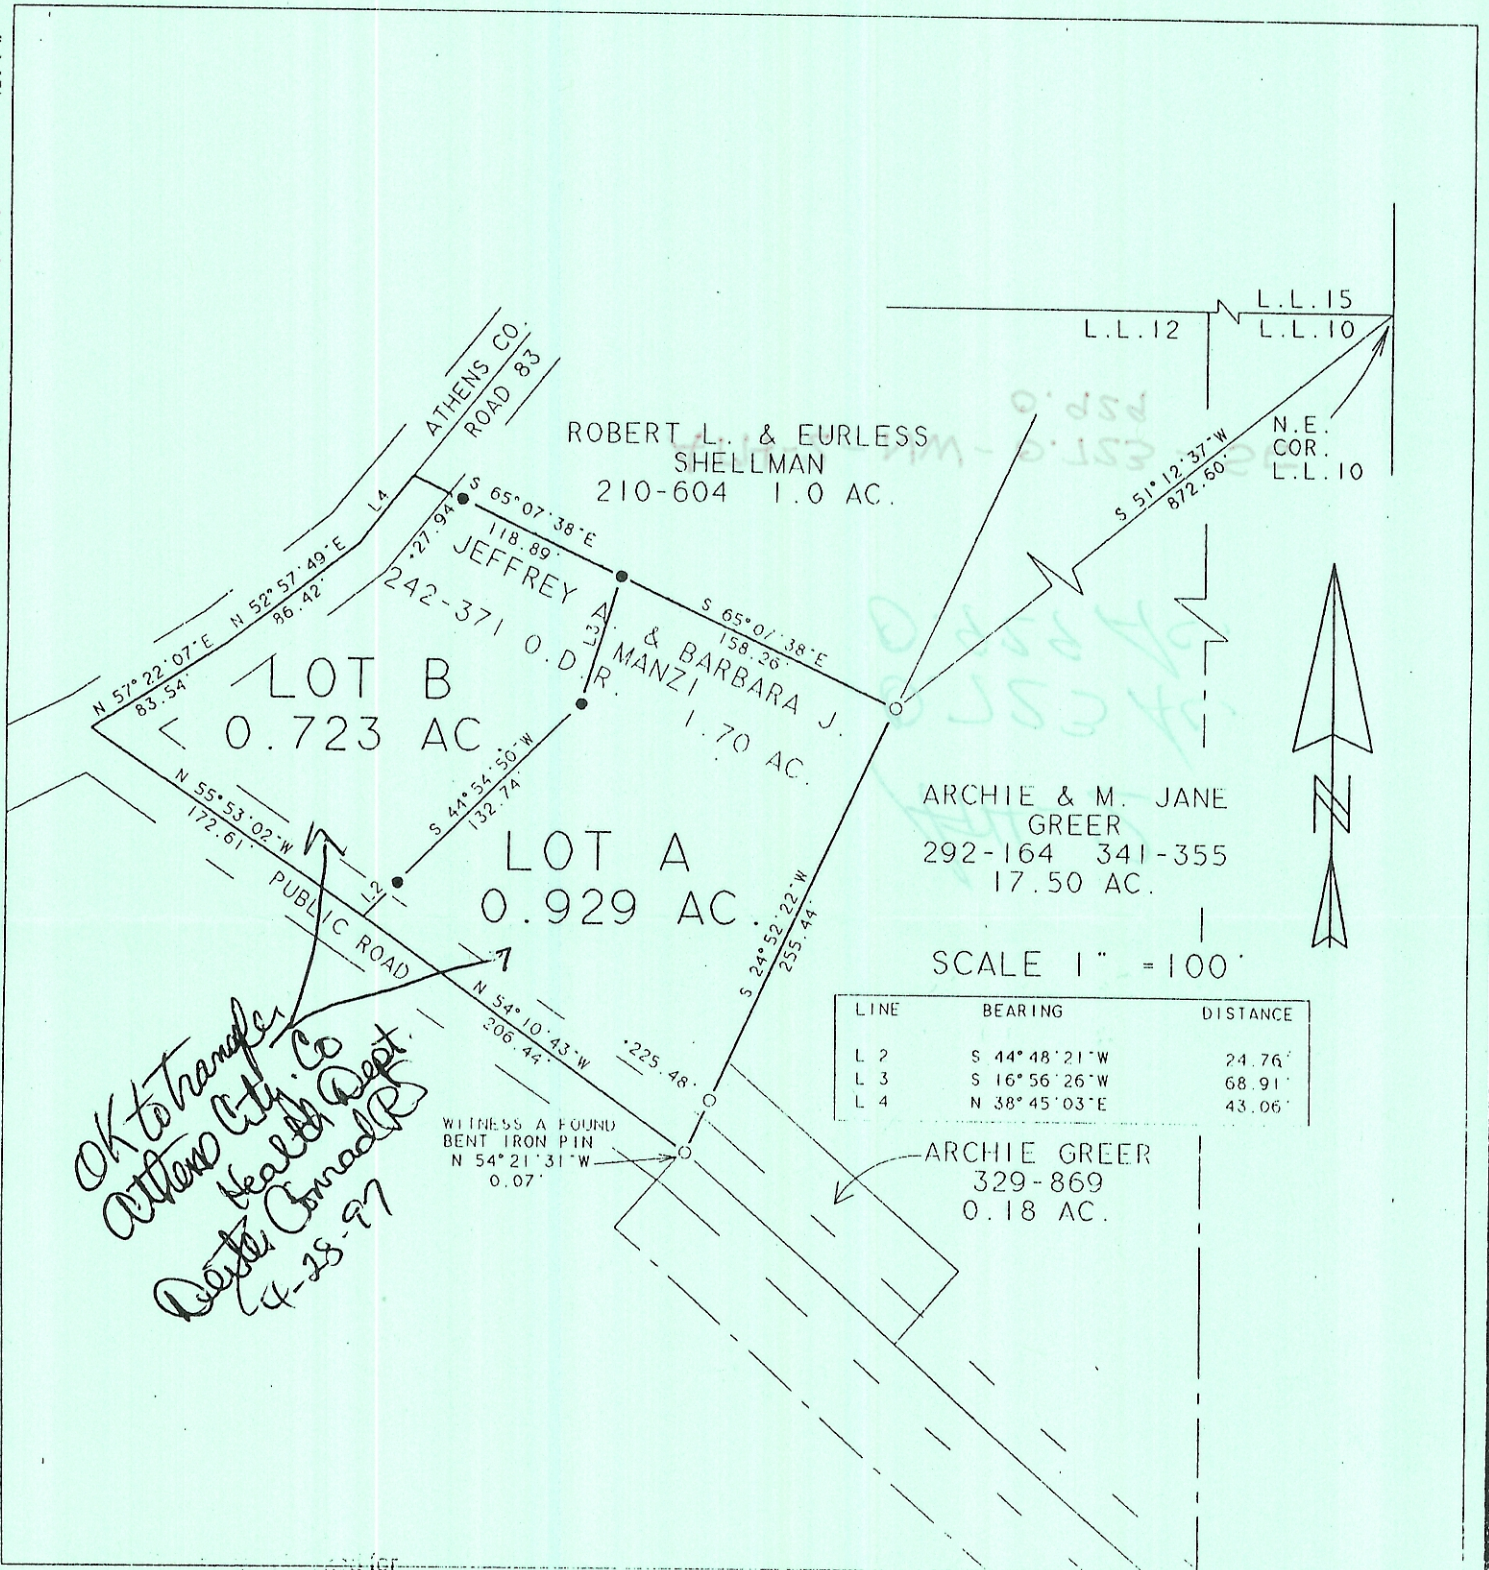 L.L.15
L.L.12 L.L.10
N.E.
COR.
L.L.10
S 51°12'37"W
872.60'
ATHENS CO.
ROAD 83
ROBERT L. & EURLESS
SHELLMAN
210-604 1.0 AC.
L4
S 65°07'38"E
118.89'
+27.94'
N 52°57'49"E
86.42'
N 57°22'07"E
83.54'
JEFFREY A. & BARBARA J.
MANZI
242-371 O.D.R.
1.70 AC.
L3
S 65°07'38"E
158.26'
LOT B
0.723 AC.
S 44°54'50"W
132.74'
N 55°53'02"W
172.61'
L2
PUBLIC ROAD
LOT A
0.929 AC.
S 24°52'22"W
255.44'
N 54°10'43"W
206.44'
+225.48'
ARCHIE & M. JANE
GREER
292-164 341-355
17.50 AC.
N
SCALE 1" =100'
LINE BEARING DISTANCE
L 2 S 44°48'21"W 24.76'
L 3 S 16°56'26"W 68.91'
L 4 N 38°45'03"E 43.06'
WITNESS A FOUND
BENT IRON PIN
N 54°21'31"W
0.07'
ARCHIE GREER
329-869
0.18 AC.
OK to transfer
Athens City. Co
Health Dept.
Conrad RS
4-28-97